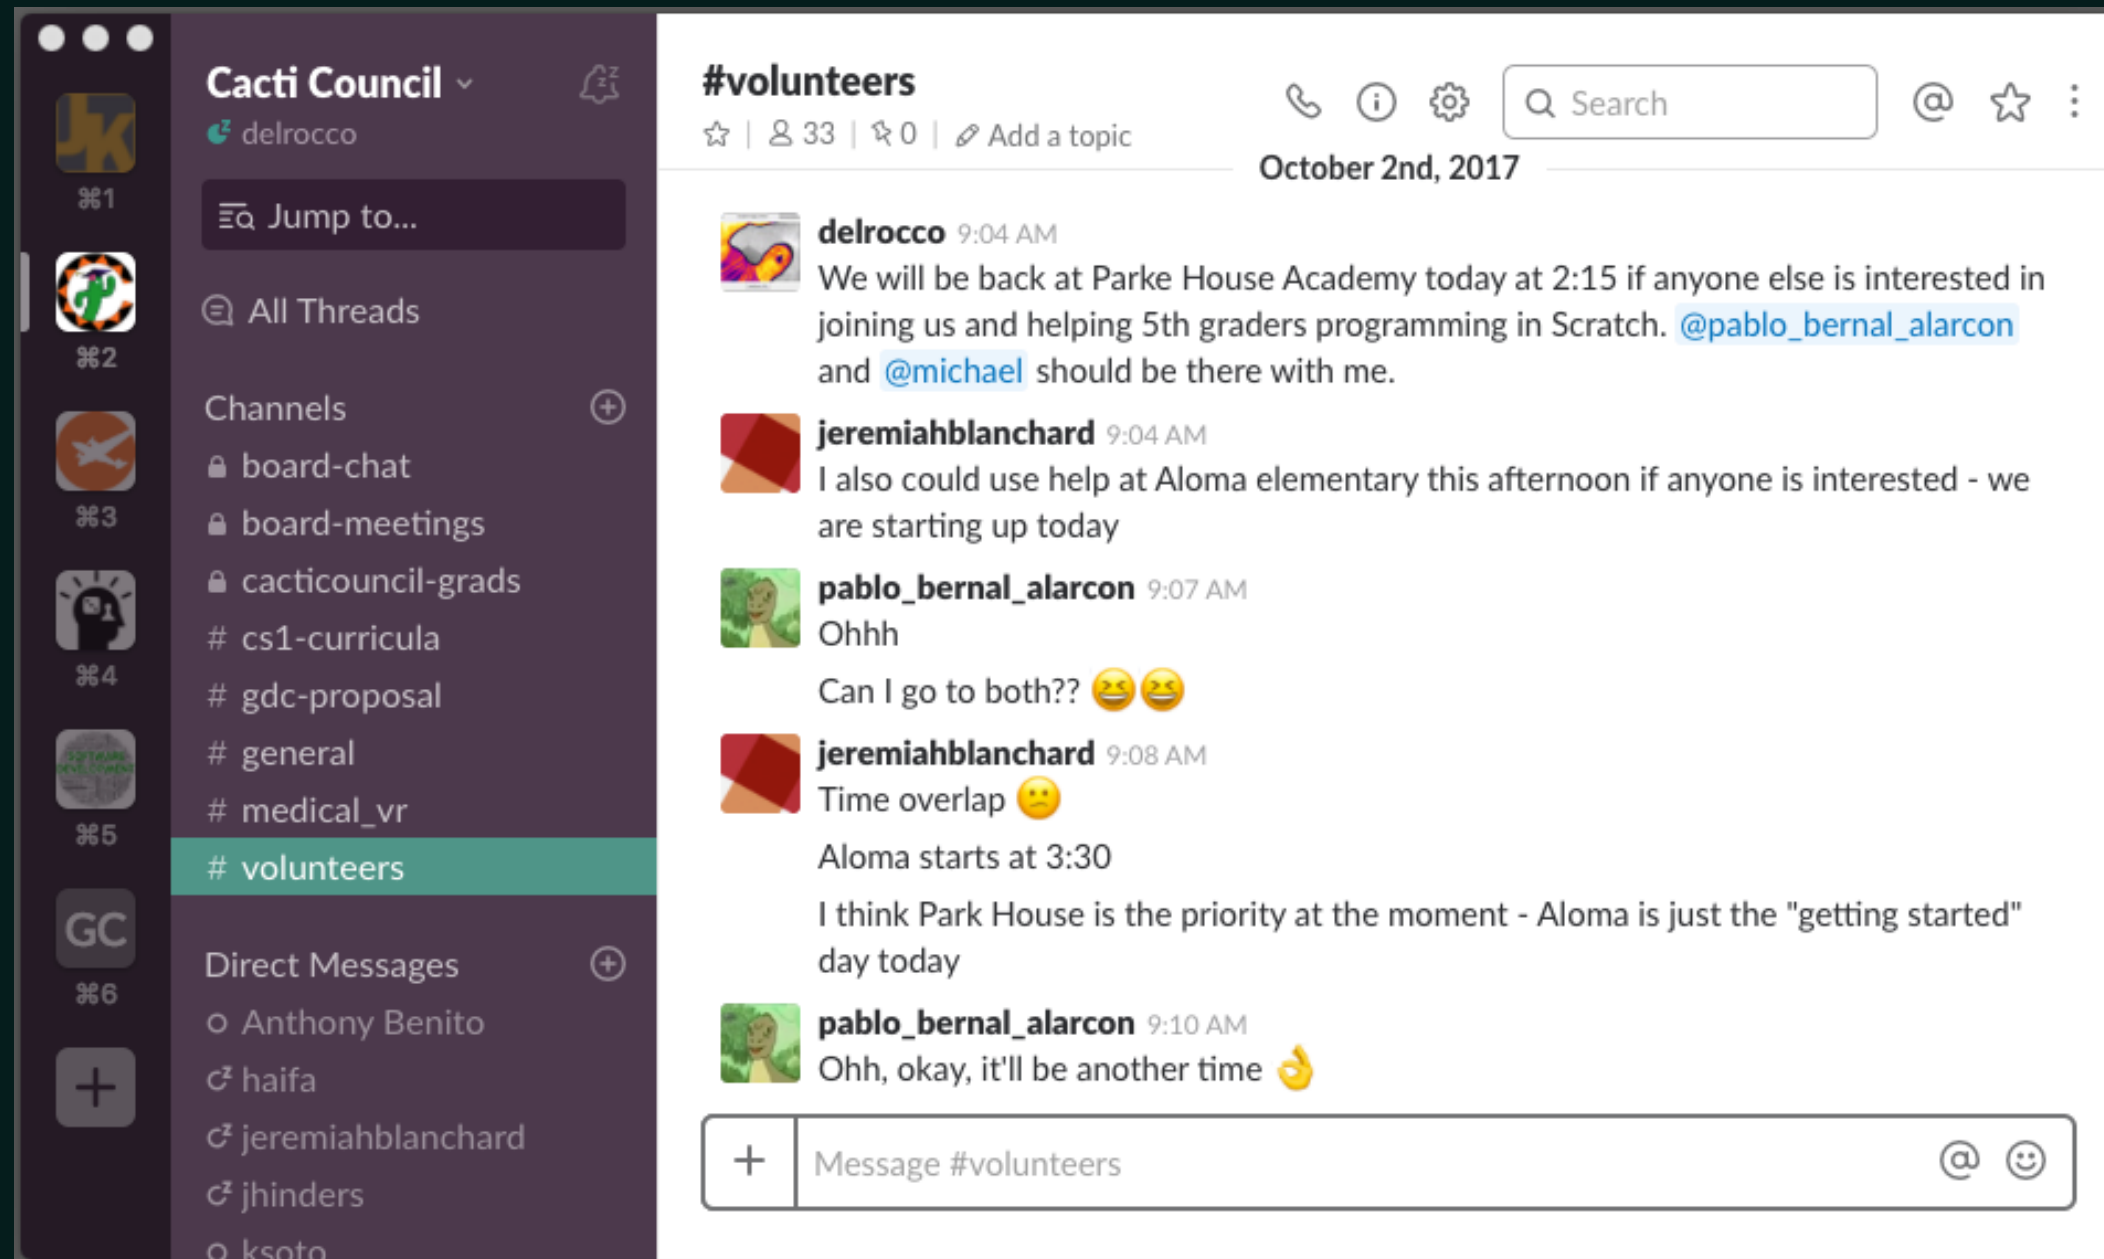 JK
⌘1
⌘2
⌘3
⌘4
SOFTWARE
DEVELOPMENT
⌘5
GC
⌘6
+
Cacti Council
delrocco
Jump to...
All Threads
Channels
board-chat
board-meetings
cacticouncil-grads
# cs1-curricula
# gdc-proposal
# general
# medical_vr
# volunteers
Direct Messages
Anthony Benito
haifa
jeremiahblanchard
jhinders
ksoto
#volunteers
33 | 0 | Add a topic
Search
@
October 2nd, 2017
delrocco 9:04 AM
We will be back at Parke House Academy today at 2:15 if anyone else is interested in
joining us and helping 5th graders programming in Scratch. @pablo_bernal_alarcon
and @michael should be there with me.
jeremiahblanchard 9:04 AM
I also could use help at Aloma elementary this afternoon if anyone is interested - we
are starting up today
pablo_bernal_alarcon 9:07 AM
Ohhh
Can I go to both?? 😆😆
jeremiahblanchard 9:08 AM
Time overlap 😕
Aloma starts at 3:30
I think Park House is the priority at the moment - Aloma is just the "getting started"
day today
pablo_bernal_alarcon 9:10 AM
Ohh, okay, it'll be another time 👌
+ Message #volunteers @